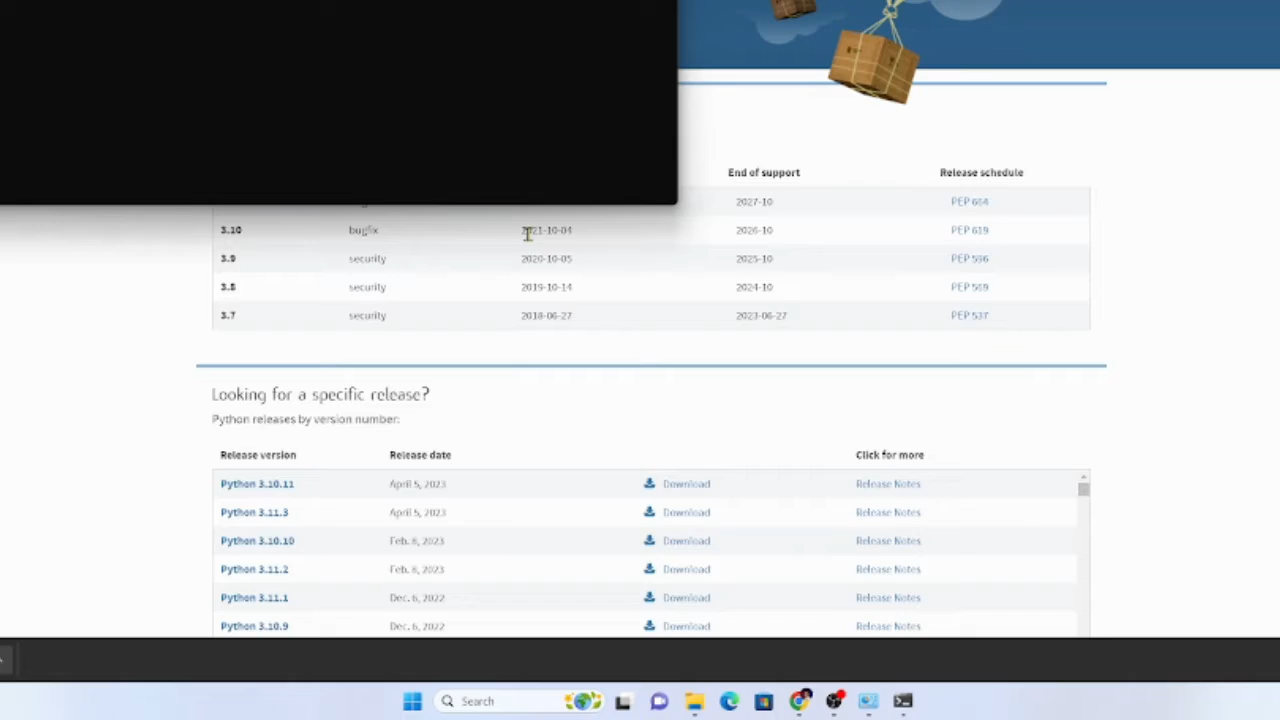 End of support Release schedule
2027-10 PEP 664
3.10 bugfix 2021-10-04 2026-10 PEP 619
3.9 security 2020-10-05 2025-10 PEP 596
3.8 security 2019-10-14 2024-10 PEP 569
3.7 security 2018-06-27 2023-06-27 PEP 537
Looking for a specific release?
Python releases by version number:
Release version Release date Click for more
Python 3.10.11 April 5, 2023 Download Release Notes
Python 3.11.3 April 5, 2023 Download Release Notes
Python 3.10.10 Feb. 8, 2023 Download Release Notes
Python 3.11.2 Feb. 8, 2023 Download Release Notes
Python 3.11.1 Dec. 6, 2022 Download Release Notes
Python 3.10.9 Dec. 6, 2022 Download Release Notes
Search